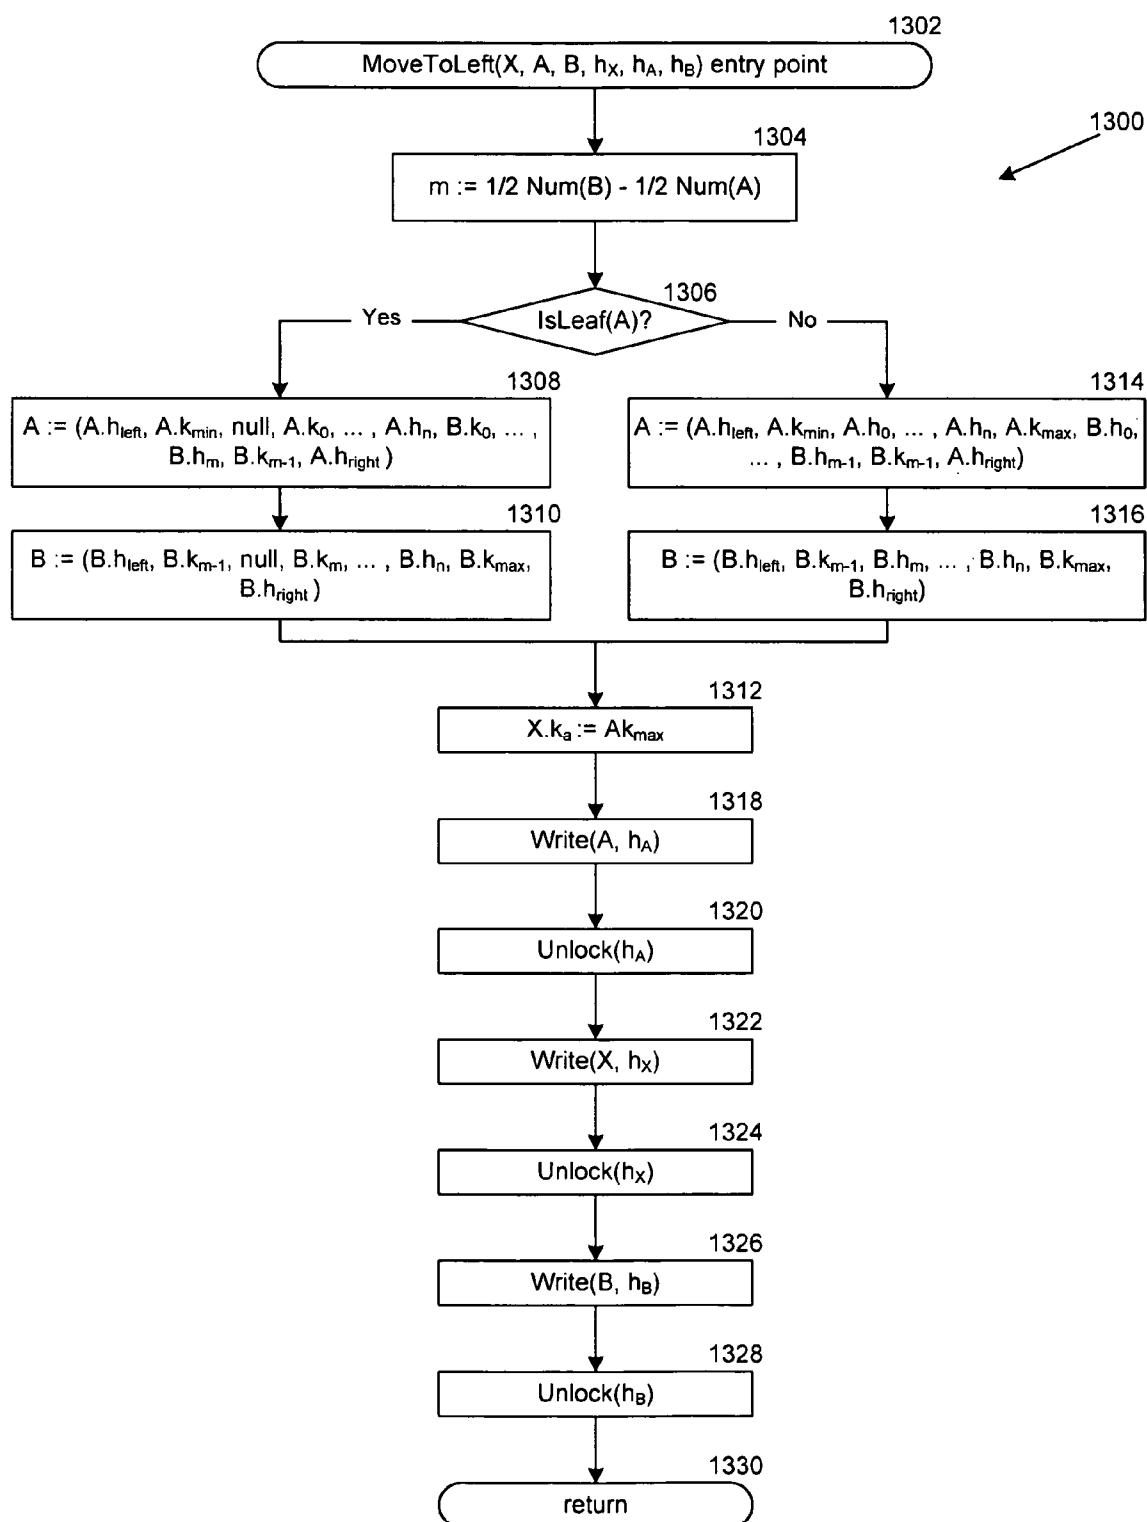 1302
MoveToLeft(X, A, B, hX, hA, hB) entry point
1300
1304
m := 1/2 Num(B) - 1/2 Num(A)
1306
IsLeaf(A)?
Yes
No
1308
A := (A.hleft, A.kmin, null, A.k0, ... , A.hn, B.k0, ... ,
B.hm, B.km-1, A.hright )
1314
A := (A.hleft, A.kmin, A.h0, ... , A.hn, A.kmax, B.h0,
... , B.hm-1, B.km-1, A.hright)
1310
B := (B.hleft, B.km-1, null, B.km, ... , B.hn, B.kmax,
B.hright )
1316
B := (B.hleft, B.km-1, B.hm, ... , B.hn, B.kmax,
B.hright)
1312
X.ka := Akmax
1318
Write(A, hA)
1320
Unlock(hA)
1322
Write(X, hX)
1324
Unlock(hX)
1326
Write(B, hB)
1328
Unlock(hB)
1330
return